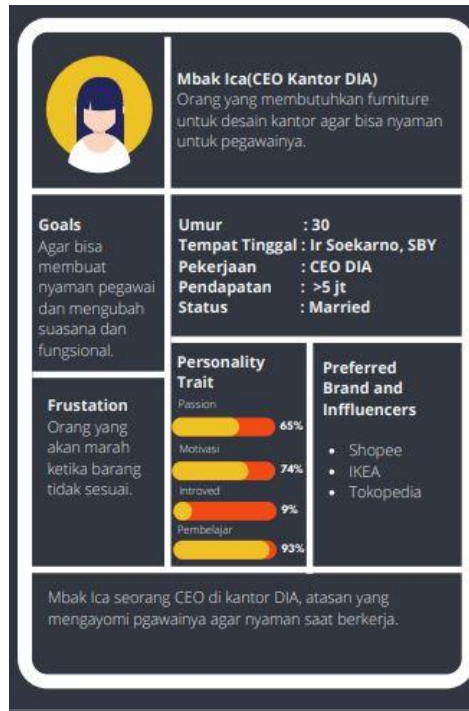 Mbak Ica(CEO Kantor DIA)
Orang yang membutuhkan furniture
untuk desain kantor agar bisa nyaman
untuk pegawainya.
Goals
Agar bisa
membuat
nyaman pegawai
dan mengubah
suasana dan
fungsional.
Umur : 30
Tempat Tinggal : Ir Soekarno, SBY
Pekerjaan : CEO DIA
Pendapatan : >5 jt
Status : Married
Frustation
Orang yang
akan marah
ketika barang
tidak sesuai.
Personality
Trait
Passion
65%
Motivasi
74%
Introved
9%
Pembelajar
93%
Preferred
Brand and
Inffluencers
• Shopee
• IKEA
• Tokopedia
Mbak Ica seorang CEO di kantor DIA, atasan yang
mengayomi pgawainya agar nyaman saat berkerja.